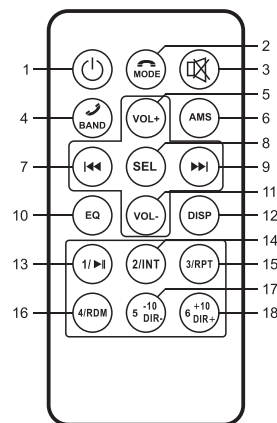 2
1
MODE
3
5
4
BAND
VOL+
AMS
6
8
7
SEL
9
11
10
EQ
VOL-
DISP
12
14
13
1/
2/INT
3/RPT
15
17
16
4/RDM
5 -10 DIR-
6 +10 DIR+
18